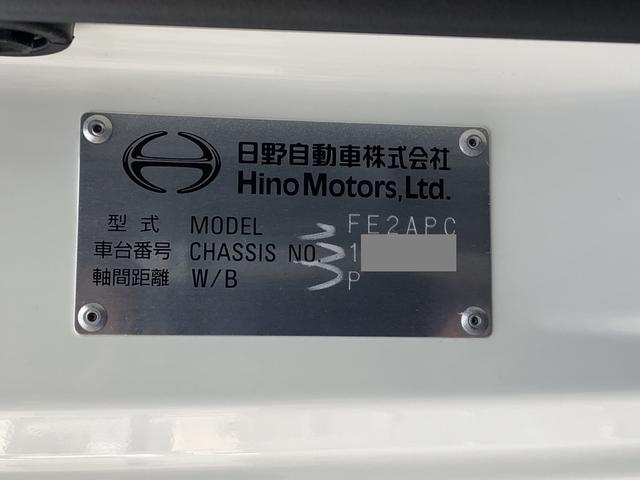 日野自動車株式会社
Hino Motors,Ltd.
型式 MODEL FE2APC
車台番号 CHASSIS NO. 1
軸間距離 W/B P